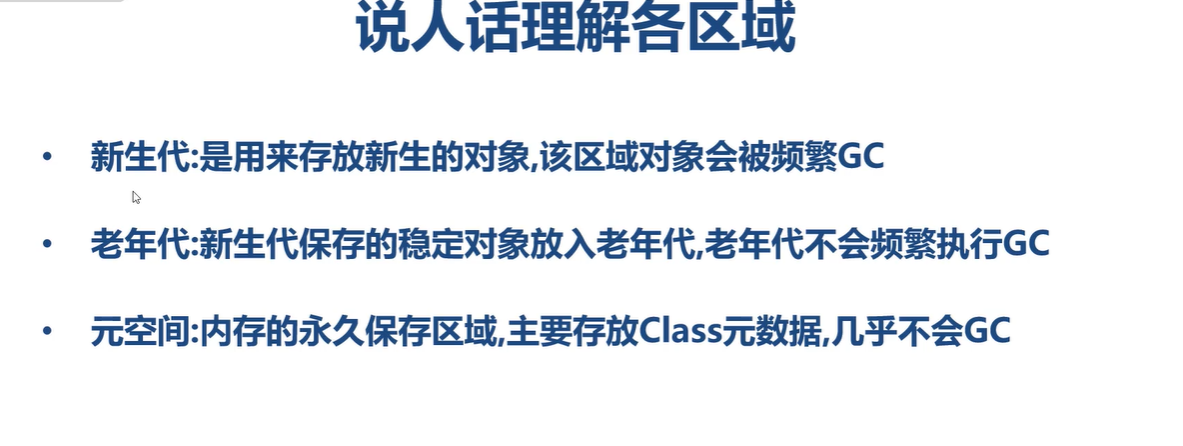 说人话理解各区域
• 新生代:是用来存放新生的对象,该区域对象会被频繁GC
• 老年代:新生代保存的稳定对象放入老年代,老年代不会频繁执行GC
• 元空间:内存的永久保存区域,主要存放Class元数据,几乎不会GC